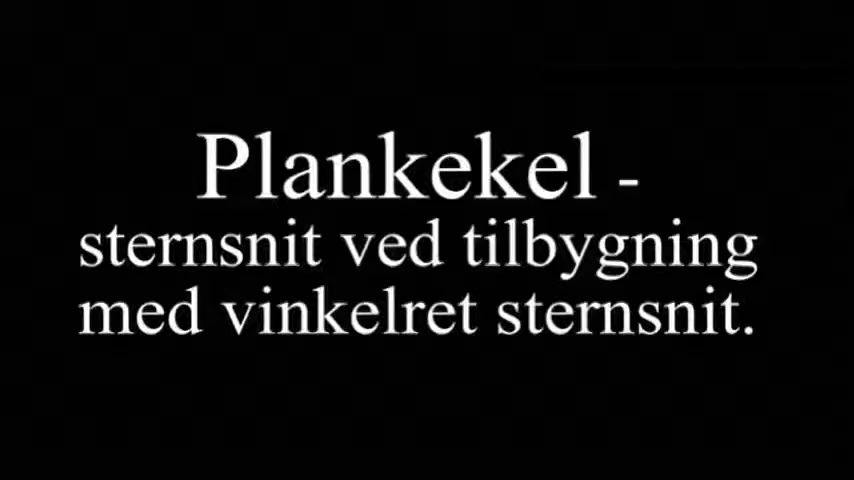 Plankekel -
sternsnit ved tilbygning
med vinkelret sternsnit.